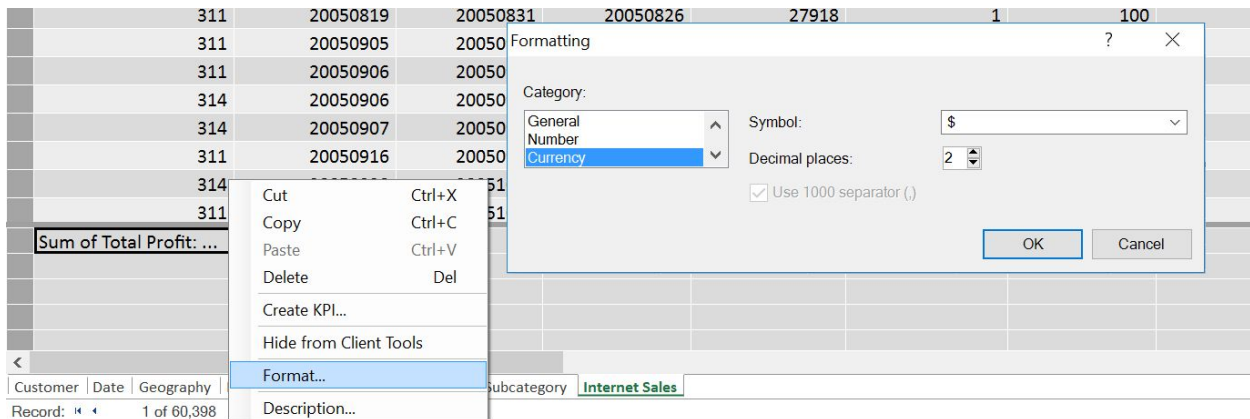 311 20050819 20050831 20050826 27918 1 100
311 20050905 20050
311 20050906 20050
314 20050906 20050
314 20050907 20050
311 20050916 20050
314 51
311 51
Sum of Total Profit: ...
Formatting ? X
Category:
General
Number
Currency
Symbol: $
Decimal places: 2
Use 1000 separator (,)
OK Cancel
Cut Ctrl+X
Copy Ctrl+C
Paste Ctrl+V
Delete Del
Create KPI...
Hide from Client Tools
Format...
Description...
Customer Date Geography Subcategory Internet Sales
Record: 1 of 60,398